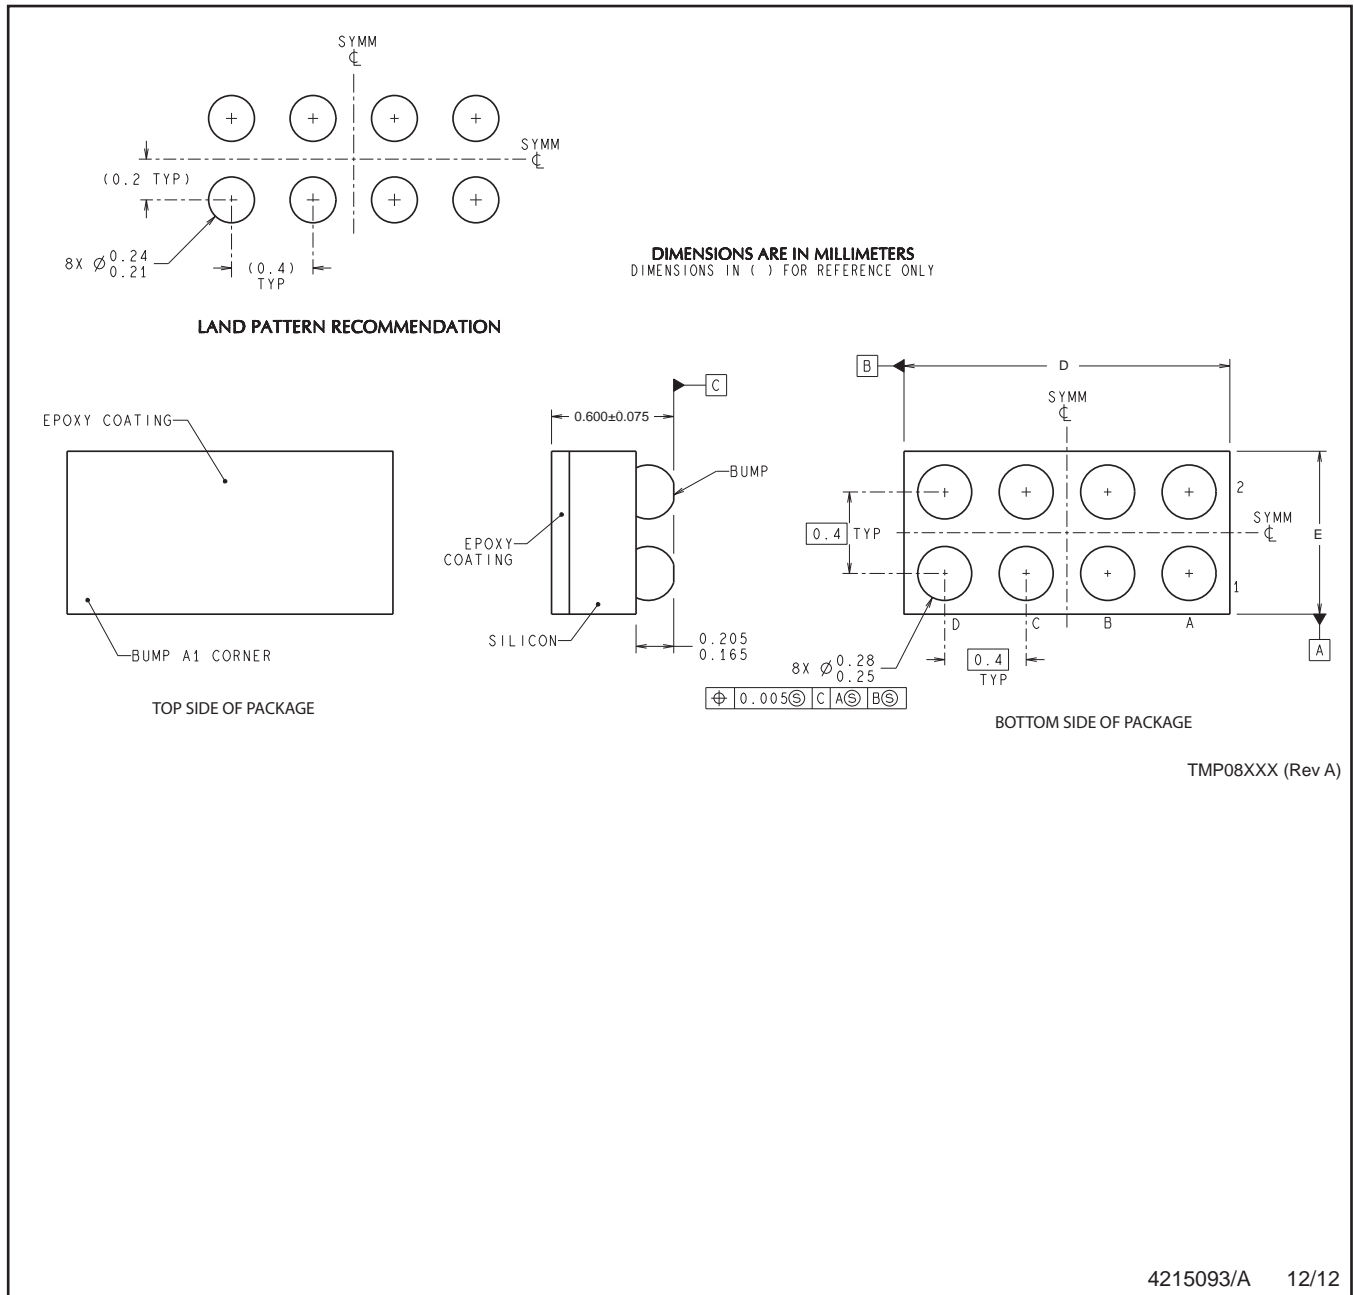 SYMM
℄
SYMM
℄
(0.2 TYP)
8X Ø 0.24
0.21
(0.4)
TYP
DIMENSIONS ARE IN MILLIMETERS
DIMENSIONS IN ( ) FOR REFERENCE ONLY
LAND PATTERN RECOMMENDATION
EPOXY COATING
BUMP A1 CORNER
TOP SIDE OF PACKAGE
C
0.600±0.075
BUMP
EPOXY
COATING
SILICON
0.205
0.165
B
D
SYMM
℄
2
SYMM
℄
0.4 TYP
E
1
D C B A
A
8X Ø 0.28
0.25
0.4
TYP
⌖ 0.005Ⓢ C AⓈ BⓈ
BOTTOM SIDE OF PACKAGE
TMP08XXX (Rev A)
4215093/A 12/12